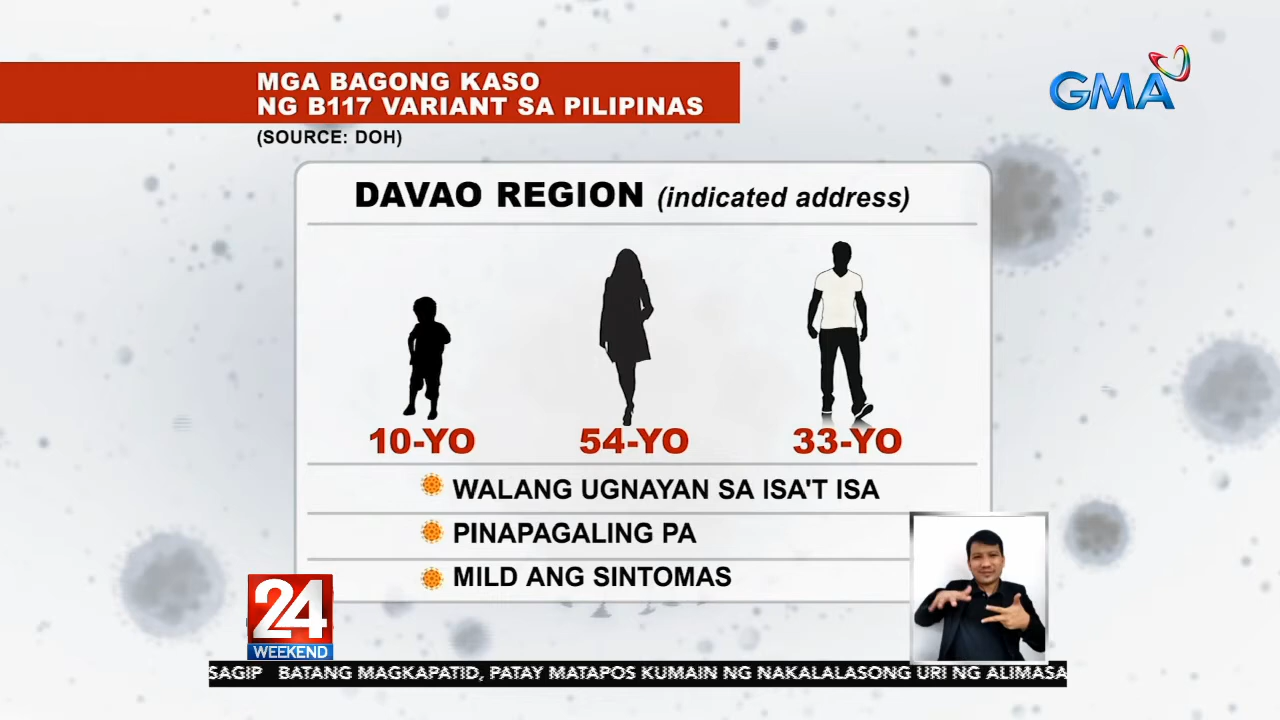 MGA BAGONG KASO
NG B117 VARIANT SA PILIPINAS
(SOURCE: DOH)
GMA
DAVAO REGION (indicated address)
10-YO 54-YO 33-YO
WALANG UGNAYAN SA ISA'T ISA
PINAPAGALING PA
MILD ANG SINTOMAS
24
WEEKEND
SAGIP BATANG MAGKAPATID, PATAY MATAPOS KUMAIN NG NAKALALASONG URI NG ALIMASA